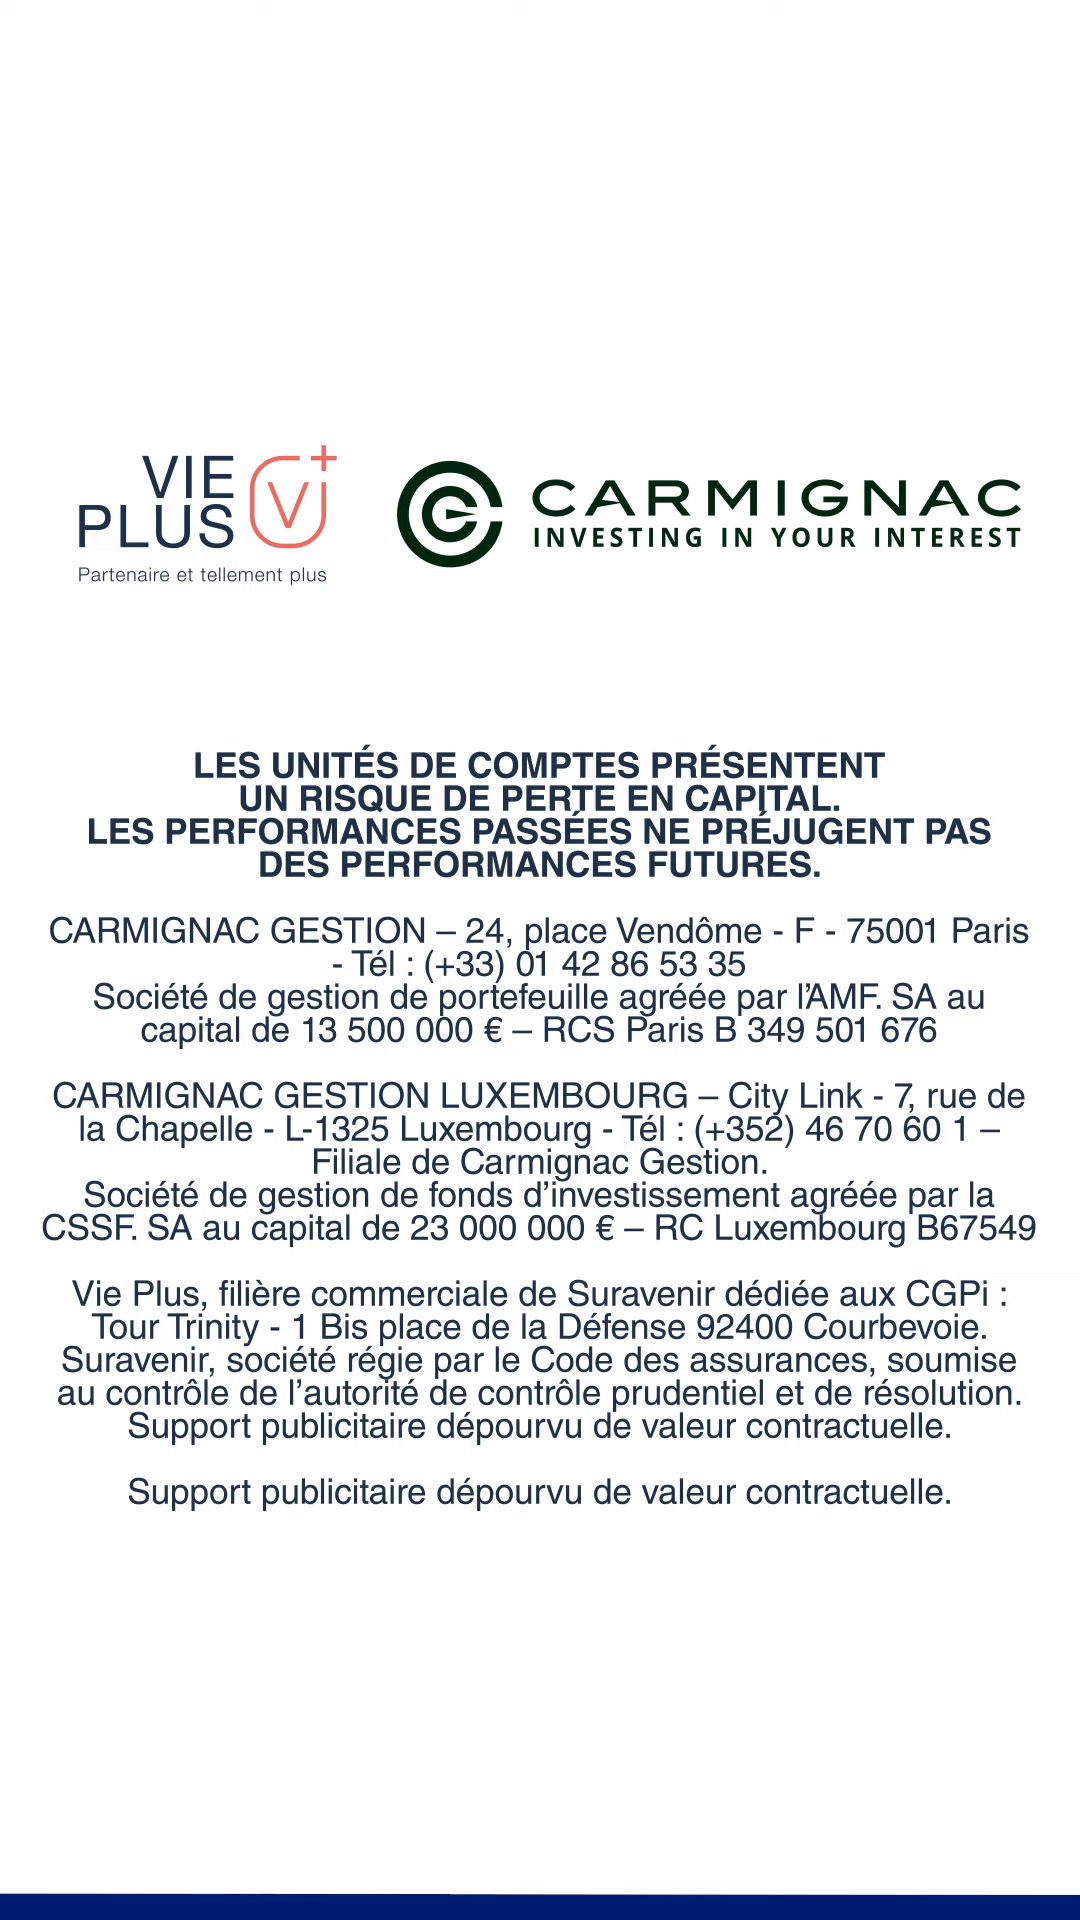 VIE
PLUS
V+
Partenaire et tellement plus
CARMIGNAC
INVESTING IN YOUR INTEREST
LES UNITÉS DE COMPTES PRÉSENTENT
UN RISQUE DE PERTE EN CAPITAL.
LES PERFORMANCES PASSÉES NE PRÉJUGENT PAS
DES PERFORMANCES FUTURES.
CARMIGNAC GESTION – 24, place Vendôme - F - 75001 Paris
- Tél : (+33) 01 42 86 53 35
Société de gestion de portefeuille agréée par l’AMF. SA au
capital de 13 500 000 € – RCS Paris B 349 501 676
CARMIGNAC GESTION LUXEMBOURG – City Link - 7, rue de
la Chapelle - L-1325 Luxembourg - Tél : (+352) 46 70 60 1 –
Filiale de Carmignac Gestion.
Société de gestion de fonds d’investissement agréée par la
CSSF. SA au capital de 23 000 000 € – RC Luxembourg B67549
Vie Plus, filière commerciale de Suravenir dédiée aux CGPi :
Tour Trinity - 1 Bis place de la Défense 92400 Courbevoie.
Suravenir, société régie par le Code des assurances, soumise
au contrôle de l’autorité de contrôle prudentiel et de résolution.
Support publicitaire dépourvu de valeur contractuelle.
Support publicitaire dépourvu de valeur contractuelle.